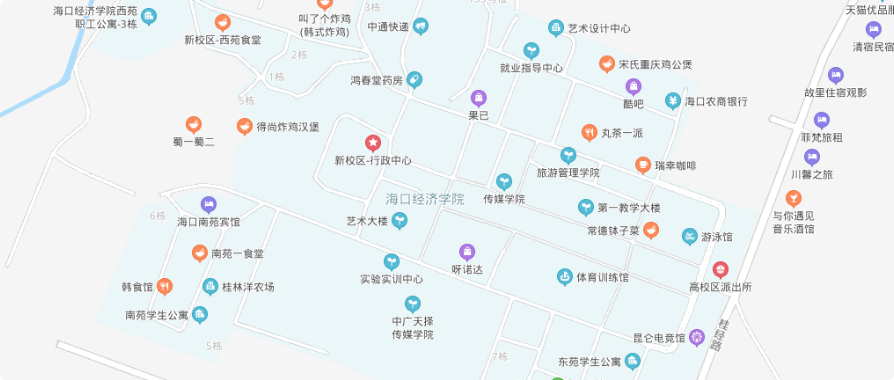 海口经济学院西苑
职工公寓-3栋
新校区-西苑食堂
叫了个炸鸡
(韩式炸鸡)
中通快递
艺术设计中心
天猫优品服
清宿民宿
2栋
1栋
5栋
鸿春堂药房
就业指导中心
宋氏重庆鸡公煲
故里住宿观影
果已
酷吧
海口农商银行
蜀一蜀二
得尚炸鸡汉堡
丸茶一派
菲梵旅租
新校区-行政中心
旅游管理学院
瑞幸咖啡
川馨之旅
海口经济学院
传媒学院
第一教学大楼
与你遇见
音乐酒馆
6栋
海口南苑宾馆
艺术大楼
常德钵子菜
游泳馆
南苑一食堂
实验实训中心
呀诺达
体育训练馆
高校区派出所
韩食馆
桂林洋农场
南苑学生公寓
中广天择
传媒学院
昆仑电竞馆
桂经路
5栋
7栋
东苑学生公寓